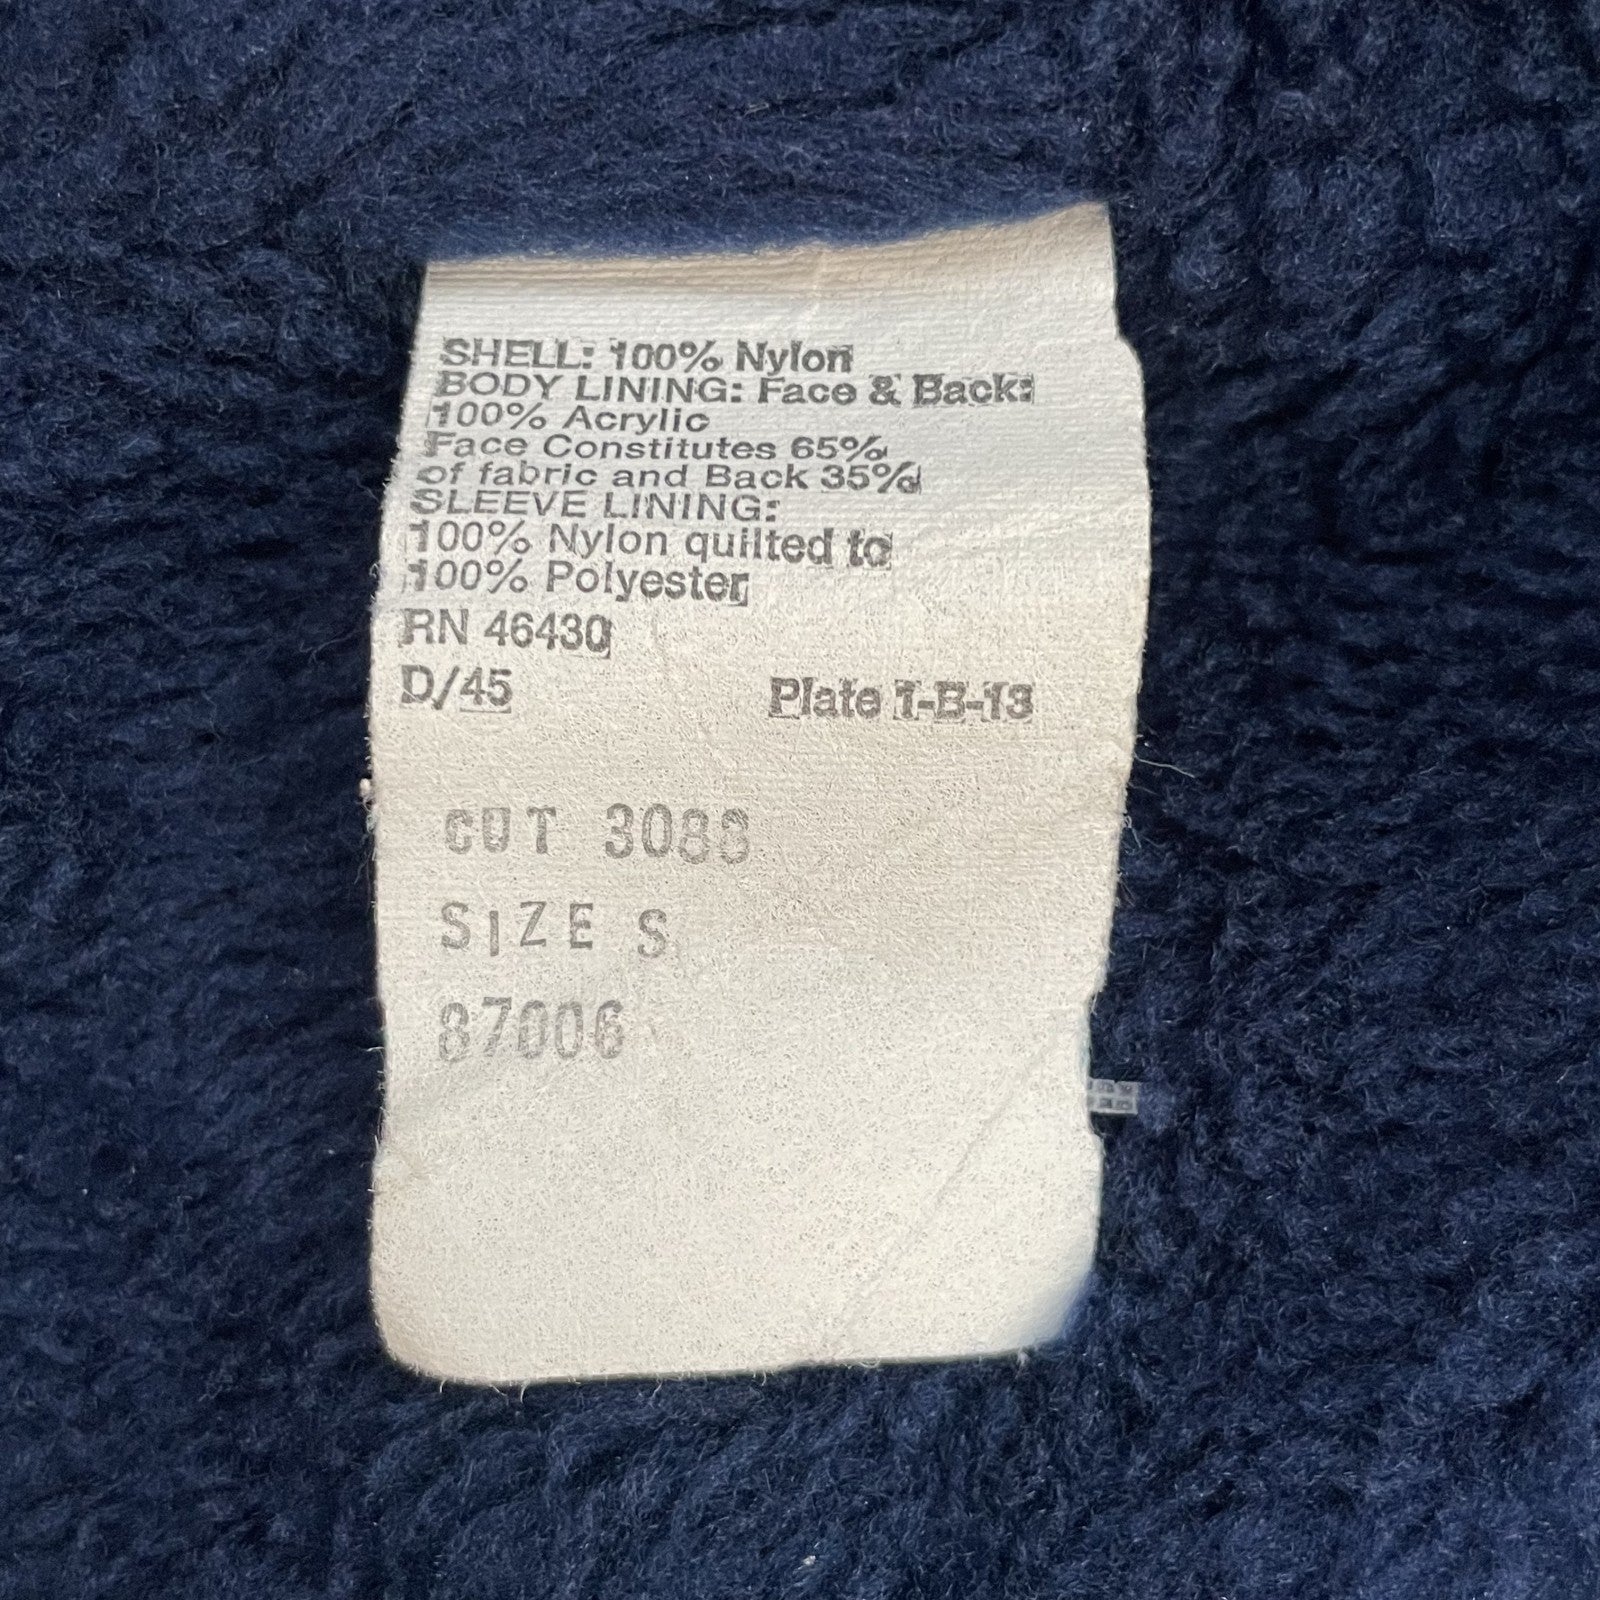 SHELL: 100% Nylon
BODY LINING: Face & Back:
100% Acrylic
Face Constitutes 65%
of fabric and Back 35%
SLEEVE LINING:
100% Nylon quilted to
100% Polyester
RN 46430
D/45 Plate 1-B-13
CUT 3088
SIZE S
87006